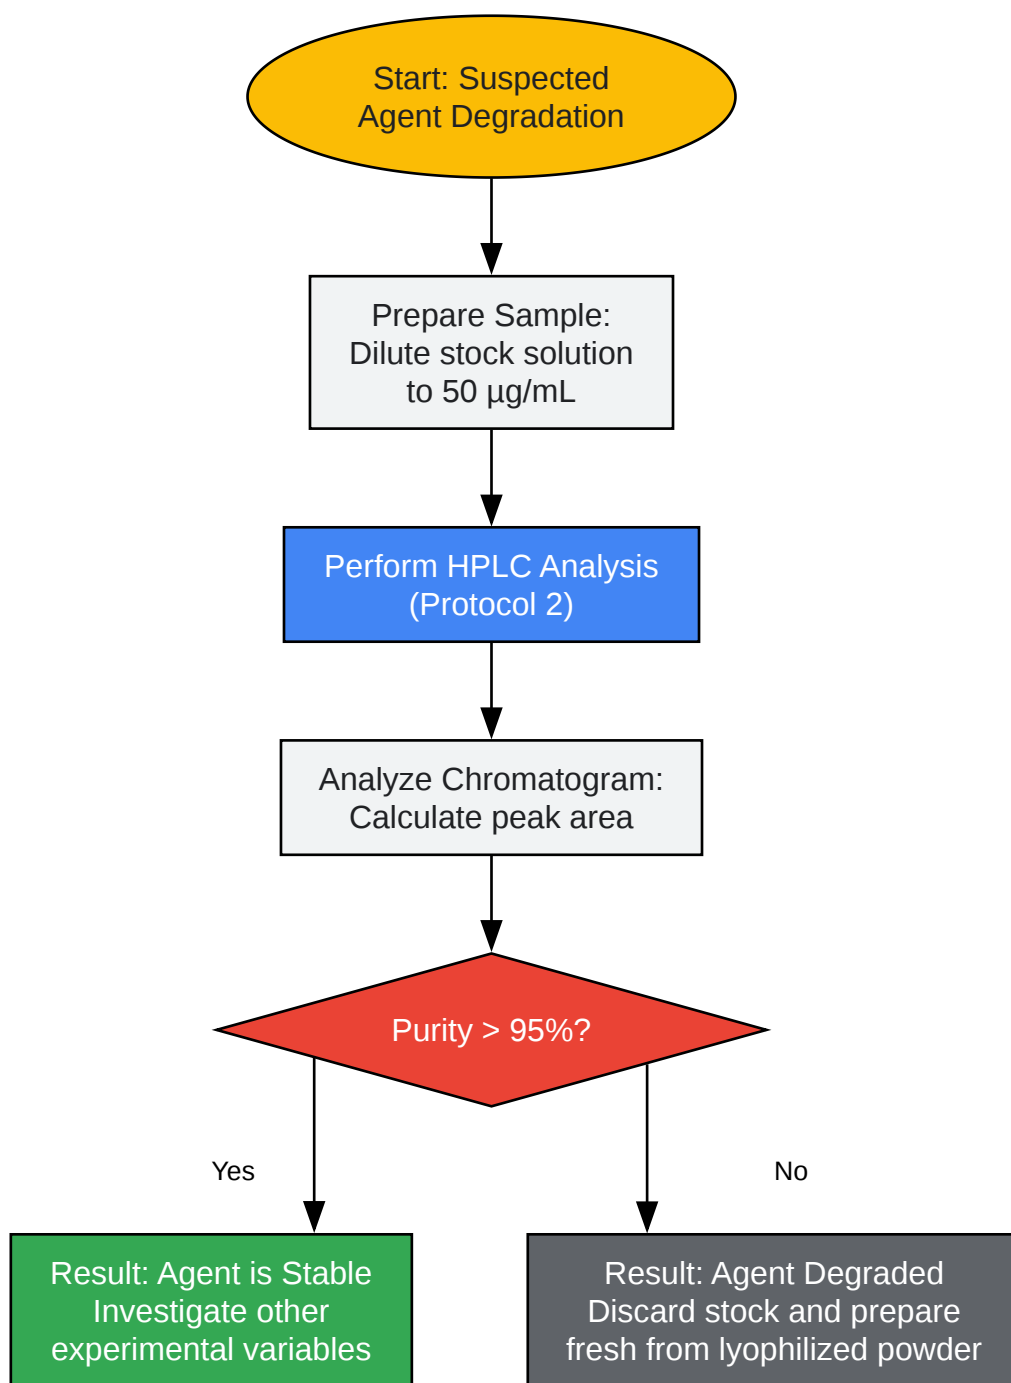 Start: Suspected
Agent Degradation
Prepare Sample:
Dilute stock solution
to 50 µg/mL
Perform HPLC Analysis
(Protocol 2)
Analyze Chromatogram:
Calculate peak area
Purity > 95%?
Yes
No
Result: Agent is Stable
Investigate other
experimental variables
Result: Agent Degraded
Discard stock and prepare
fresh from lyophilized powder